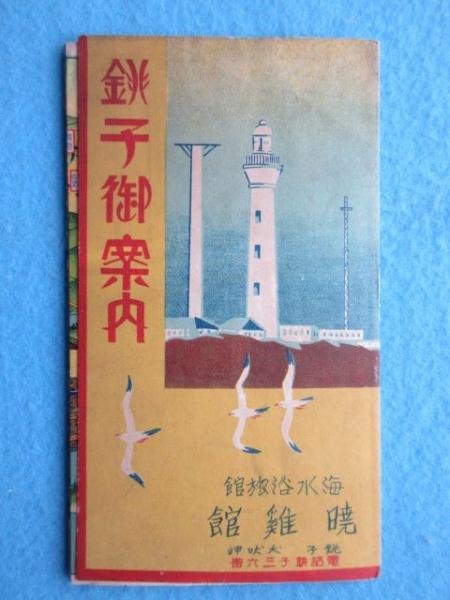 銚子御案内
海水浴旅館
暁雞館
銚子 犬吠岬
電話銚子三六番